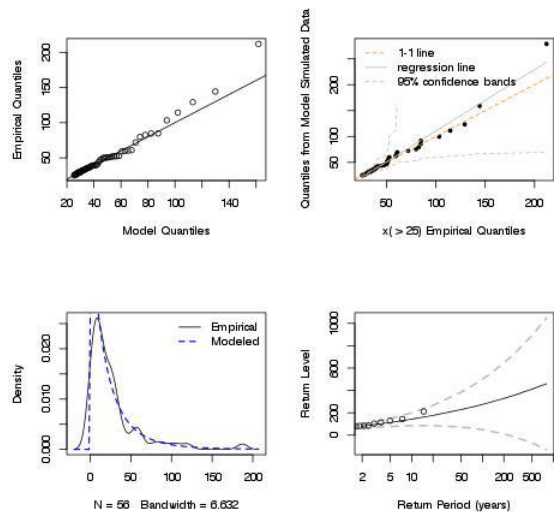 Empirical Quantiles
50
100
150
200
20
40
60
80
100
140
Model Quantiles
Quantiles from Model Simulated Data
50
100
200
1-1 line
regression line
95% confidence bands
50
100
150
200
x( > 25) Empirical Quantiles
Density
0.000
0.010
0.020
Empirical
Modeled
0
50
100
150
200
N = 56 Bandwidth = 6.632
Return Level
0
200
600
1000
2
5
10
20
50
100
200
500
Return Period (years)